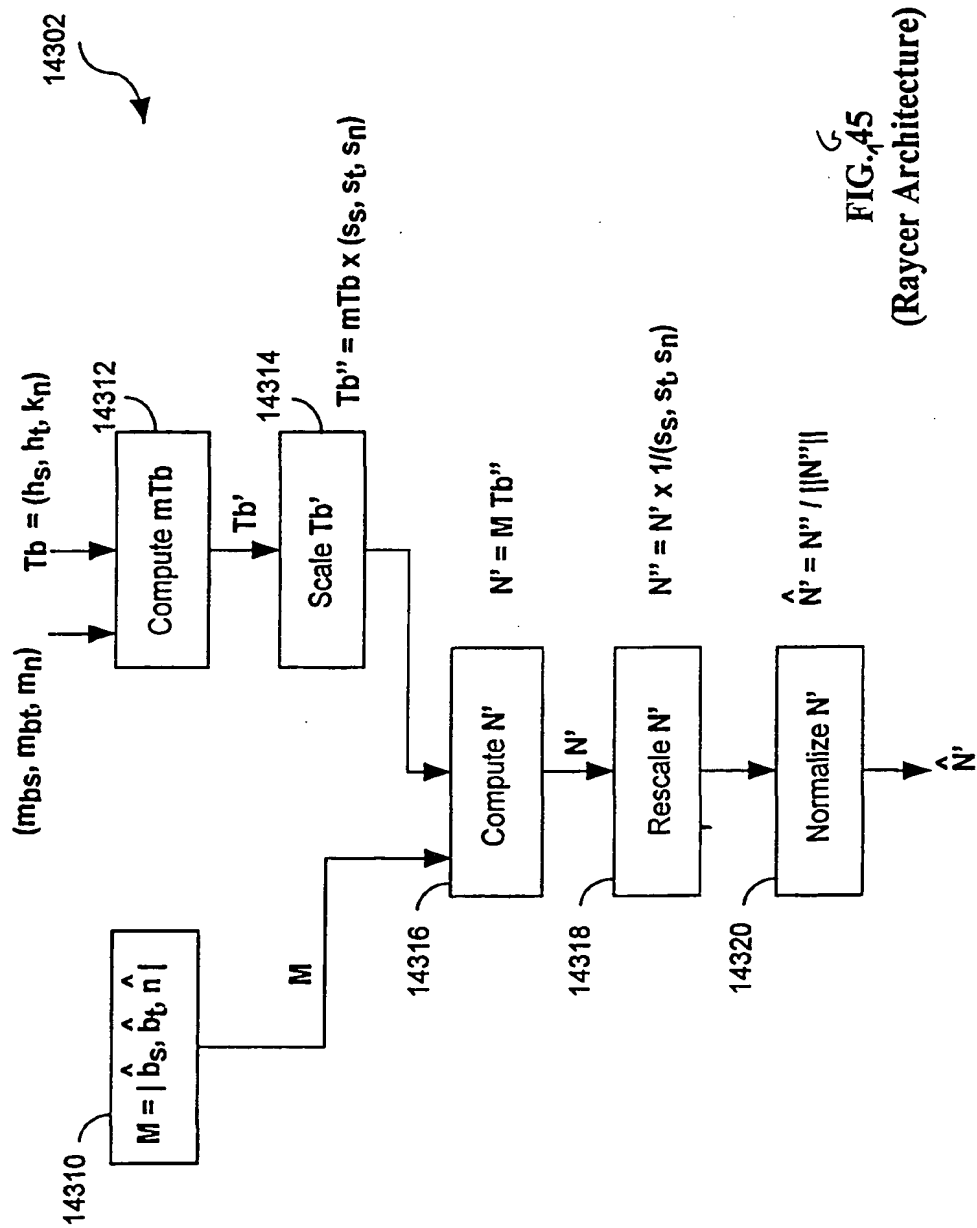 14302
(mbs, mbt, mn)
Tb = (hs, ht, kn)
14312
Compute mTb
Tb'
14314
Scale Tb'
Tb'' = mTb x (ss, st, sn)
14310
M = | b̂s, b̂t, n̂ |
M
14316
Compute N'
N' = M Tb''
N'
14318
Rescale N'
N'' = N' x 1/(ss, st, sn)
14320
Normalize N'
N̂' = N'' / ||N''||
N̂'
G
FIG. 45
(Raycer Architecture)